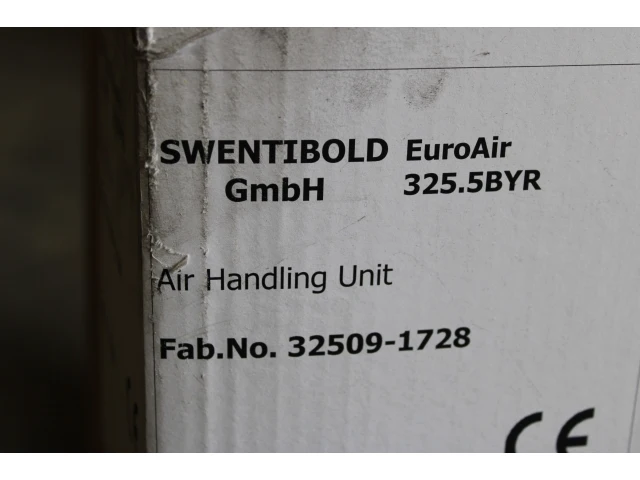 SWENTIBOLD EuroAir
GmbH 325.5BYR
Air Handling Unit
Fab.No. 32509-1728
CE